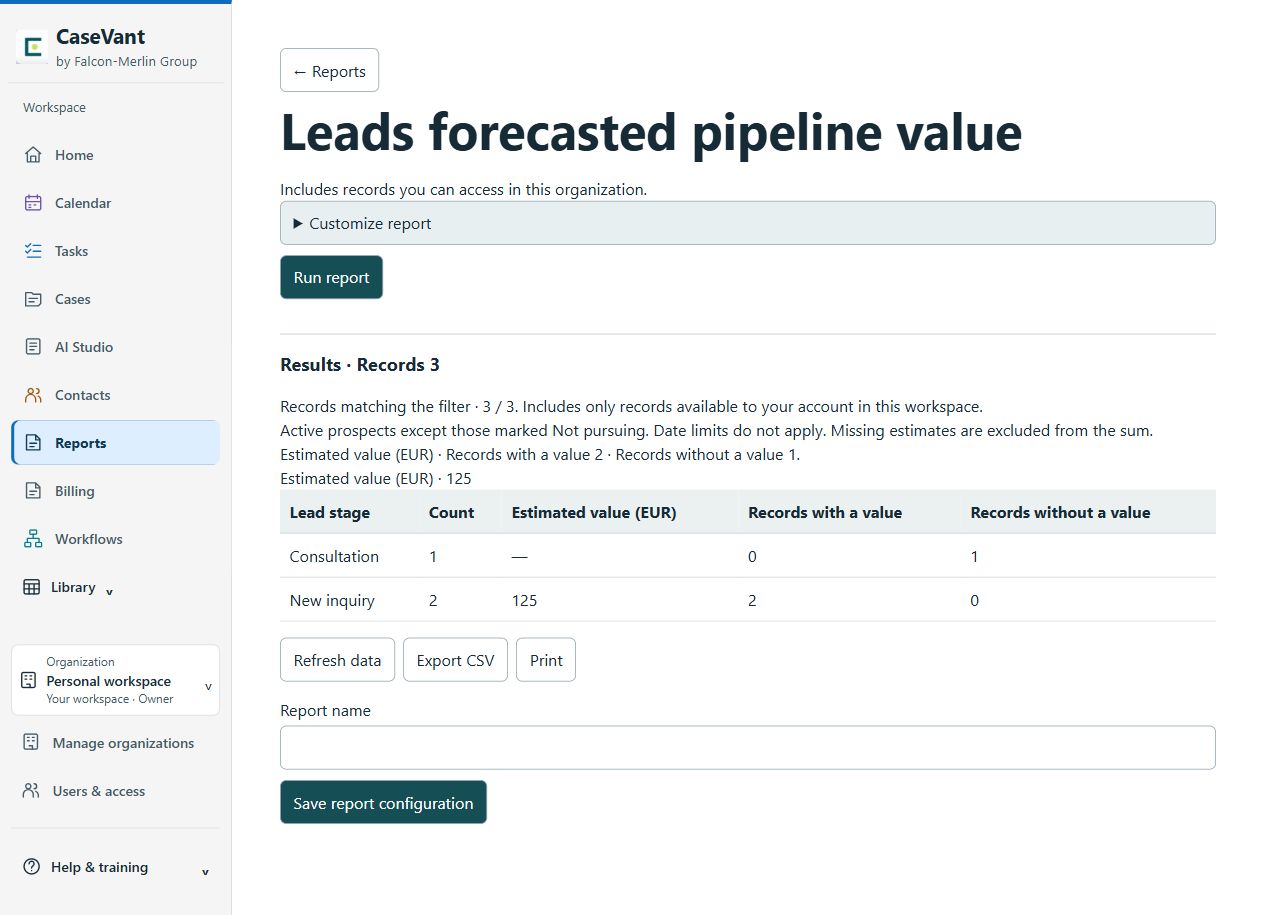 CaseVant
by Falcon-Merlin Group
Workspace
Home
Calendar
Tasks
Cases
AI Studio
Contacts
Reports
Billing
Workflows
Library v
Organization
Personal workspace
Your workspace · Owner
v
Manage organizations
Users & access
Help & training v
← Reports
Leads forecasted pipeline value
Includes records you can access in this organization.
▶ Customize report
Run report
Results · Records 3
Records matching the filter · 3 / 3. Includes only records available to your account in this workspace.
Active prospects except those marked Not pursuing. Date limits do not apply. Missing estimates are excluded from the sum.
Estimated value (EUR) · Records with a value 2 · Records without a value 1.
Estimated value (EUR) · 125
Lead stage Count Estimated value (EUR) Records with a value Records without a value
Consultation 1 — 0 1
New inquiry 2 125 2 0
Refresh data Export CSV Print
Report name
Save report configuration